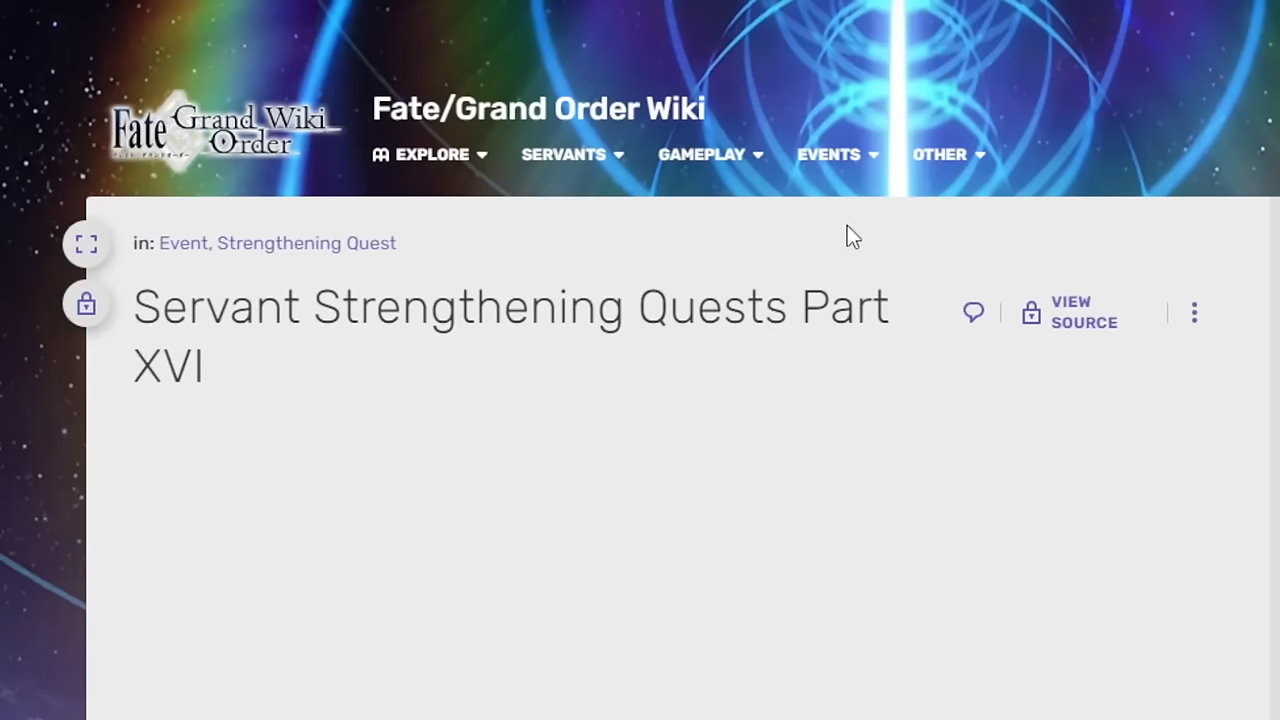 Fate/Grand Order Wiki
Fate Grand Wiki Order
EXPLORE SERVANTS GAMEPLAY EVENTS OTHER
in: Event, Strengthening Quest
Servant Strengthening Quests Part
XVI
VIEW
SOURCE